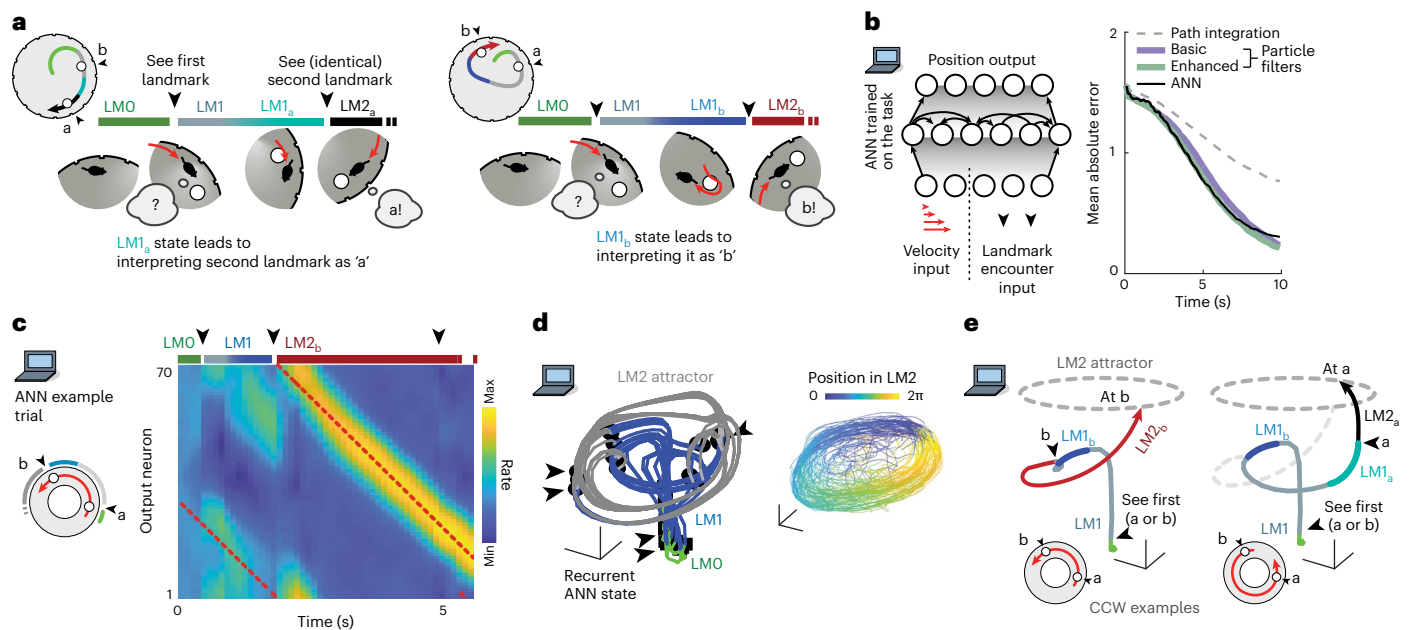 a
b
a
See first
landmark
See (identical)
second landmark
LM0
LM1
LM1a
LM2a
?
a!
LM1a state leads to
interpreting second landmark as ‘a’
b
a
LM0
LM1
LM1b
LM2b
?
b!
LM1b state leads to
interpreting it as ‘b’
b
ANN trained
on the task
Position output
Velocity
input
Landmark
encounter
input
Path integration
Basic
Enhanced
Particle
filters
ANN
Mean absolute error
2
1
0
0
5
10
Time (s)
c
ANN example
trial
b
a
LM0
LM1
LM2b
70
1
Output neuron
0
5
Time (s)
Max
Rate
Min
d
LM2 attractor
LM1
LM0
Recurrent
ANN state
Position in LM2
0
2π
e
LM2 attractor
At b
b
LM1b
LM2b
LM1
See first
(a or b)
b
a
At a
LM2a
a
LM1b
LM1a
LM1
See first
(a or b)
b
a
CCW examples